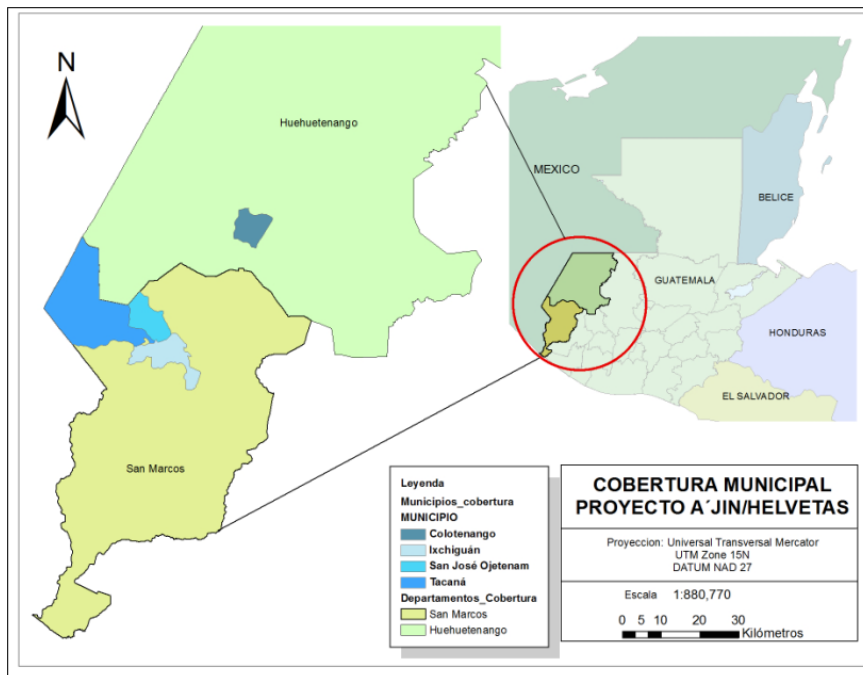 N
Huehuetenango
San Marcos
MEXICO
BELICE
GUATEMALA
HONDURAS
EL SALVADOR
Leyenda
Municipios_cobertura
MUNICIPIO
Colotenango
Ixchiguán
San José Ojetenam
Tacaná
Departamentos_Cobertura
San Marcos
Huehuetenango
COBERTURA MUNICIPAL
PROYECTO A´JIN/HELVETAS
Proyeccion: Universal Transversal Mercator
UTM Zone 15N
DATUM NAD 27
Escala 1:880,770
0 5 10 20 30
Kilómetros